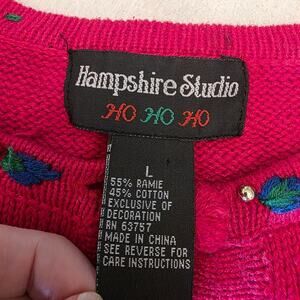 Hampshire Studio
HO HO HO
L
55% RAMIE
45% COTTON
EXCLUSIVE OF
DECORATION
RN 63757
MADE IN CHINA
SEE REVERSE FOR
CARE INSTRUCTIONS